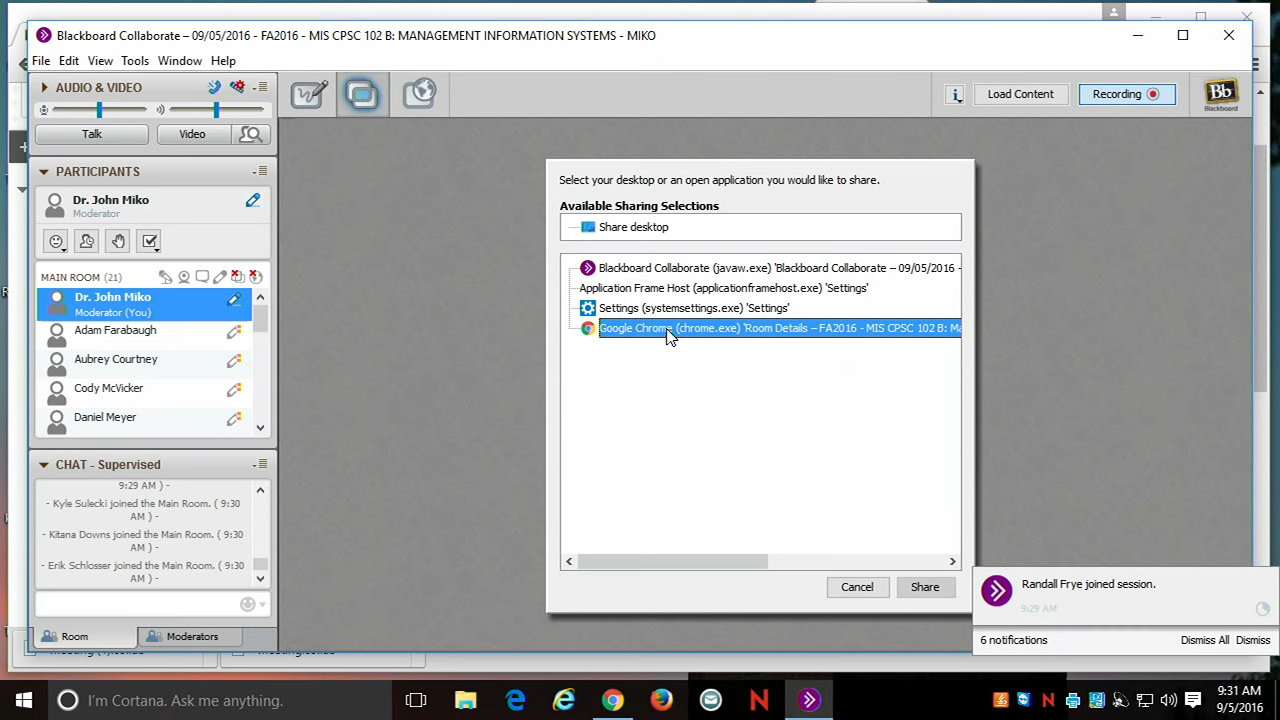 Blackboard Collaborate – 09/05/2016 - FA2016 - MIS CPSC 102 B: MANAGEMENT INFORMATION SYSTEMS - MIKO
File Edit View Tools Window Help
AUDIO & VIDEO
Talk Video
PARTICIPANTS
Dr. John Miko
Moderator
MAIN ROOM (21)
Dr. John Miko
Moderator (You)
Adam Farabaugh
Aubrey Courtney
Cody McVicker
Daniel Meyer
CHAT - Supervised
9:29 AM ) -
- Kyle Sulecki joined the Main Room. ( 9:30
AM ) -
- Kitana Downs joined the Main Room. ( 9:30
AM ) -
- Erik Schlosser joined the Main Room. ( 9:30
AM ) -
Room Moderators
Load Content Recording
Bb
Blackboard
Select your desktop or an open application you would like to share.
Available Sharing Selections
Share desktop
Blackboard Collaborate (javaw.exe) 'Blackboard Collaborate – 09/05/2016 -
Application Frame Host (applicationframehost.exe) 'Settings'
Settings (systemsettings.exe) 'Settings'
Google Chrome (chrome.exe) 'Room Details – FA2016 - MIS CPSC 102 B: Ma
Cancel Share
Randall Frye joined session.
9:29 AM
6 notifications Dismiss All Dismiss
I'm Cortana. Ask me anything.
9:31 AM
9/5/2016